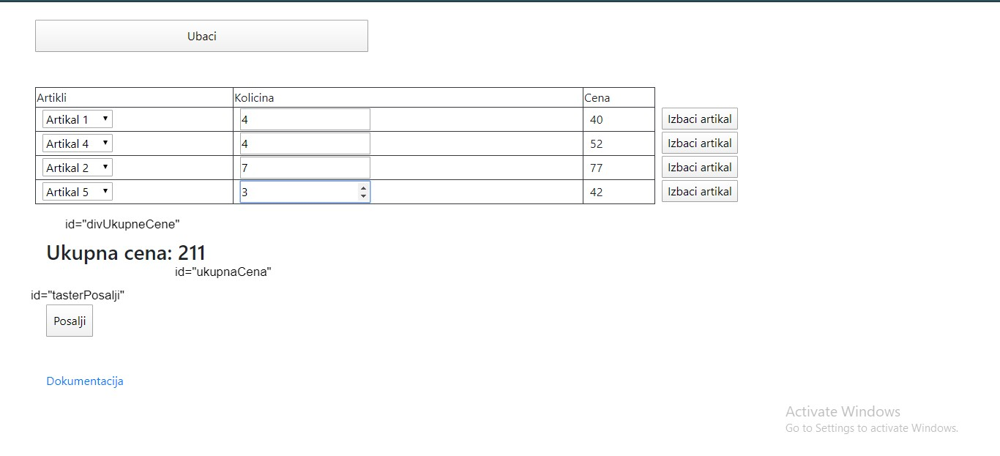 Ubaci
Artikli Kolicina Cena
Artikal 1 4 40 Izbaci artikal
Artikal 4 4 52 Izbaci artikal
Artikal 2 7 77 Izbaci artikal
Artikal 5 3 42 Izbaci artikal
id="divUkupneCene"
Ukupna cena: 211
id="ukupnaCena"
id="tasterPosalji"
Posalji
Dokumentacija
Activate Windows
Go to Settings to activate Windows.